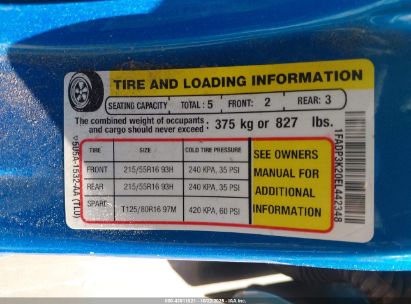 TIRE AND LOADING INFORMATION
SEATING CAPACITY TOTAL : 5 FRONT: 2 REAR: 3
The combined weight of occupants
and cargo should never exceed : 375 kg or 827 lbs.
TIRE SIZE COLD TIRE PRESSURE
FRONT 215/55R16 93H 240 KPA, 35 PSI
REAR 215/55R16 93H 240 KPA, 35 PSI
SPARE T125/80R16 97M 420 KPA, 60 PSI
SEE OWNERS
MANUAL FOR
ADDITIONAL
INFORMATION
1FADP3K20EL442348